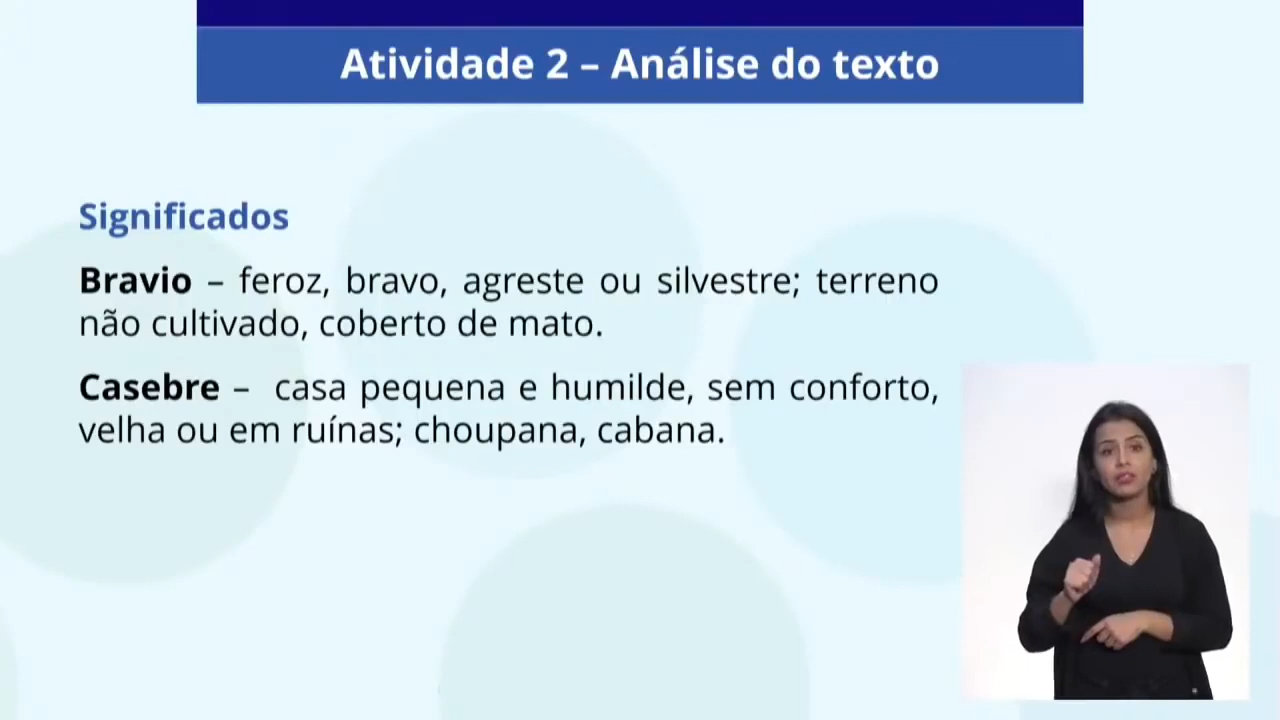 Atividade 2 – Análise do texto
Significados
Bravio – feroz, bravo, agreste ou silvestre; terreno
não cultivado, coberto de mato.
Casebre – casa pequena e humilde, sem conforto,
velha ou em ruínas; choupana, cabana.